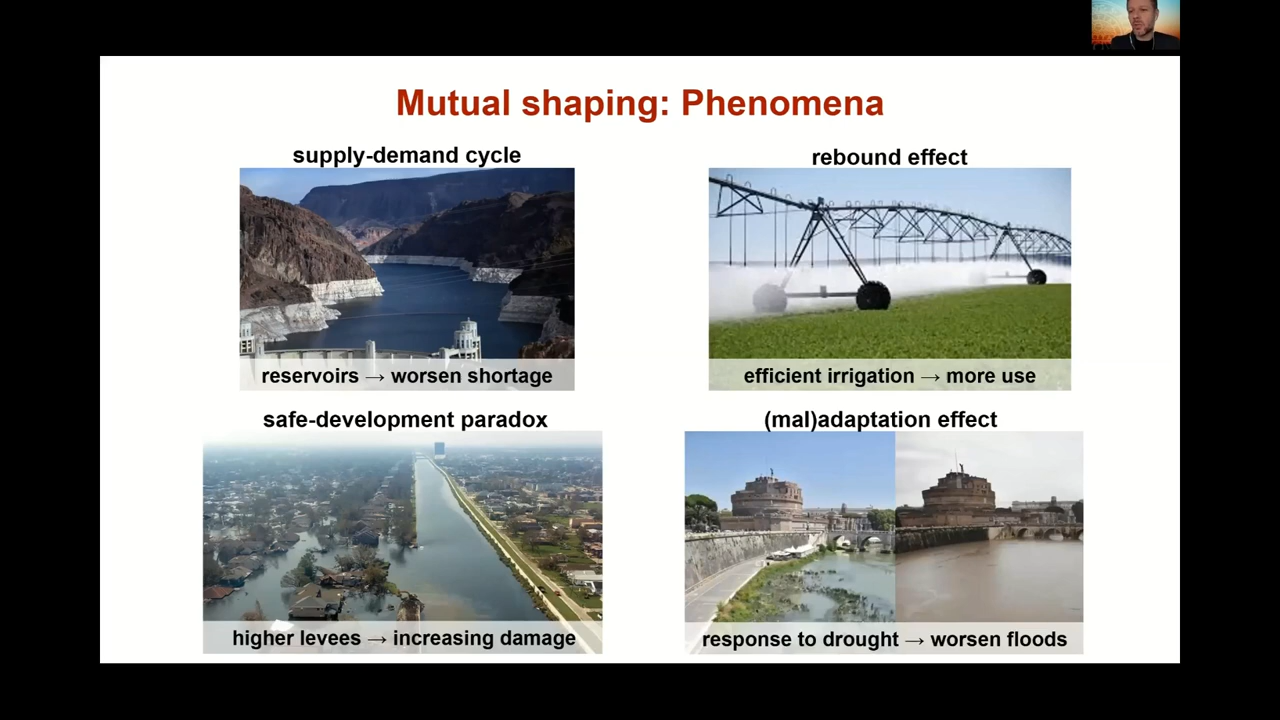 Mutual shaping: Phenomena
supply-demand cycle
reservoirs → worsen shortage
rebound effect
efficient irrigation → more use
safe-development paradox
higher levees → increasing damage
(mal)adaptation effect
response to drought → worsen floods